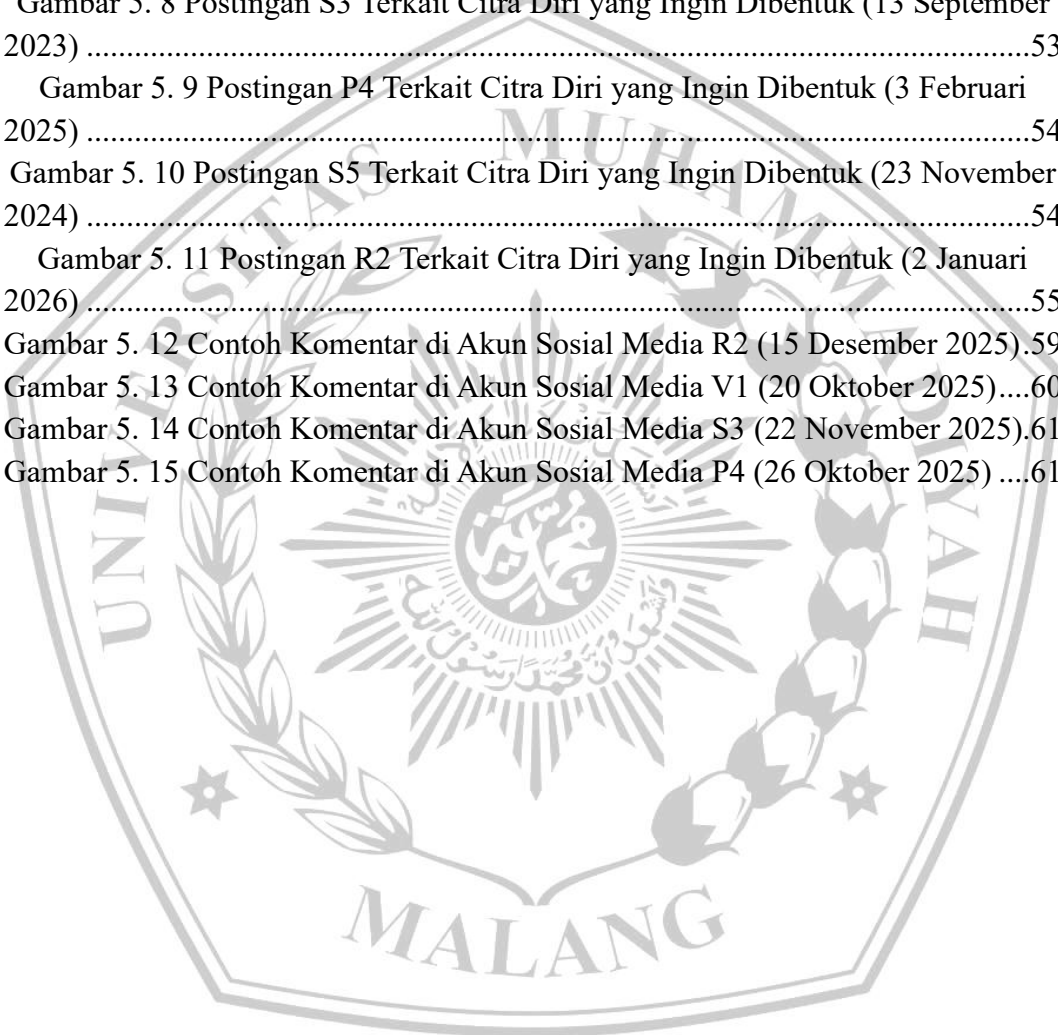 Gambar 5. 8 Postingan S3 Terkait Citra Diri yang Ingin Dibentuk (13 September
2023) ....................................................................................................53
Gambar 5. 9 Postingan P4 Terkait Citra Diri yang Ingin Dibentuk (3 Februari
2025) ....................................................................................................54
Gambar 5. 10 Postingan S5 Terkait Citra Diri yang Ingin Dibentuk (23 November
2024) ....................................................................................................54
Gambar 5. 11 Postingan R2 Terkait Citra Diri yang Ingin Dibentuk (2 Januari
2026) ....................................................................................................55
Gambar 5. 12 Contoh Komentar di Akun Sosial Media R2 (15 Desember 2025).59
Gambar 5. 13 Contoh Komentar di Akun Sosial Media V1 (20 Oktober 2025)....60
Gambar 5. 14 Contoh Komentar di Akun Sosial Media S3 (22 November 2025).61
Gambar 5. 15 Contoh Komentar di Akun Sosial Media P4 (26 Oktober 2025) ....61
UNIVERSITAS MUHAMMADIYAH
MALANG